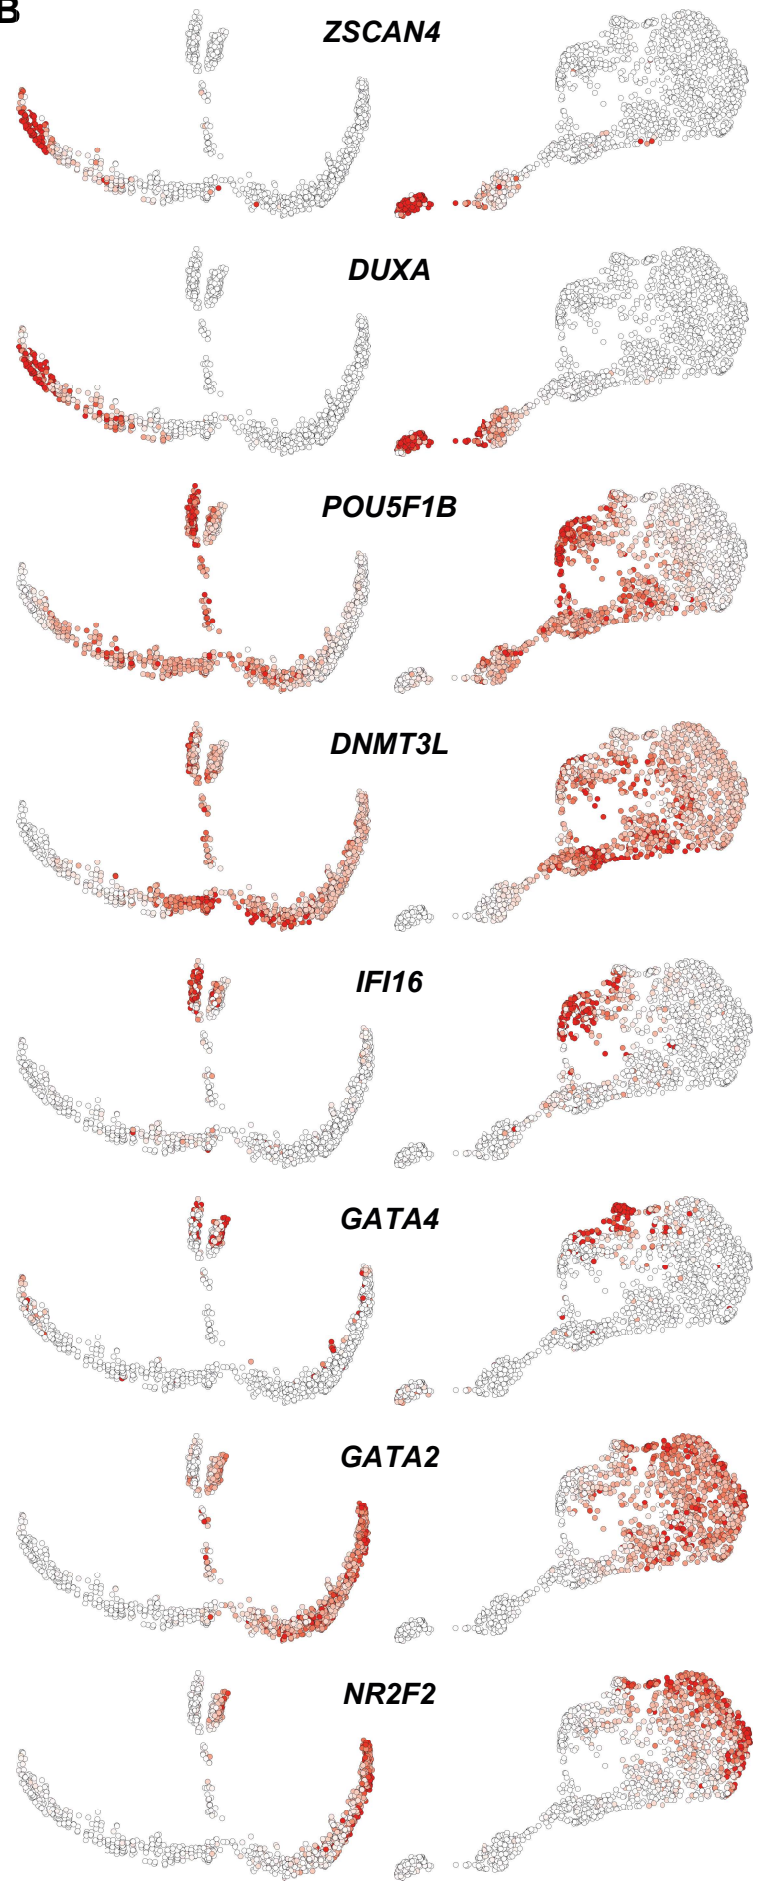 B
ZSCAN4
DUXA
POU5F1B
DNMT3L
IFI16
GATA4
GATA2
NR2F2